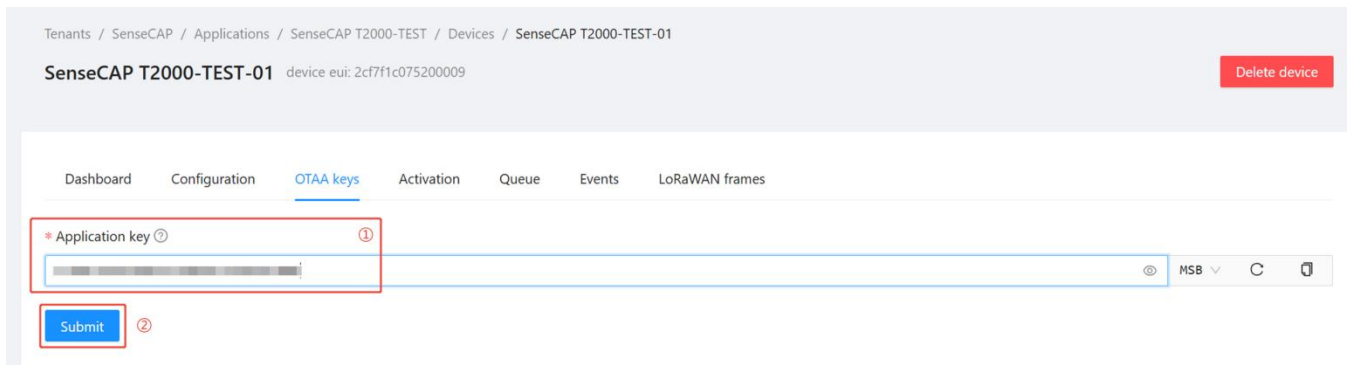 Tenants / SenseCAP / Applications / SenseCAP T2000-TEST / Devices / SenseCAP T2000-TEST-01
SenseCAP T2000-TEST-01 device eui: 2cf7f1c075200009 Delete device
Dashboard Configuration OTAA keys Activation Queue Events LoRaWAN frames
* Application key ? ①
MSB
Submit ②